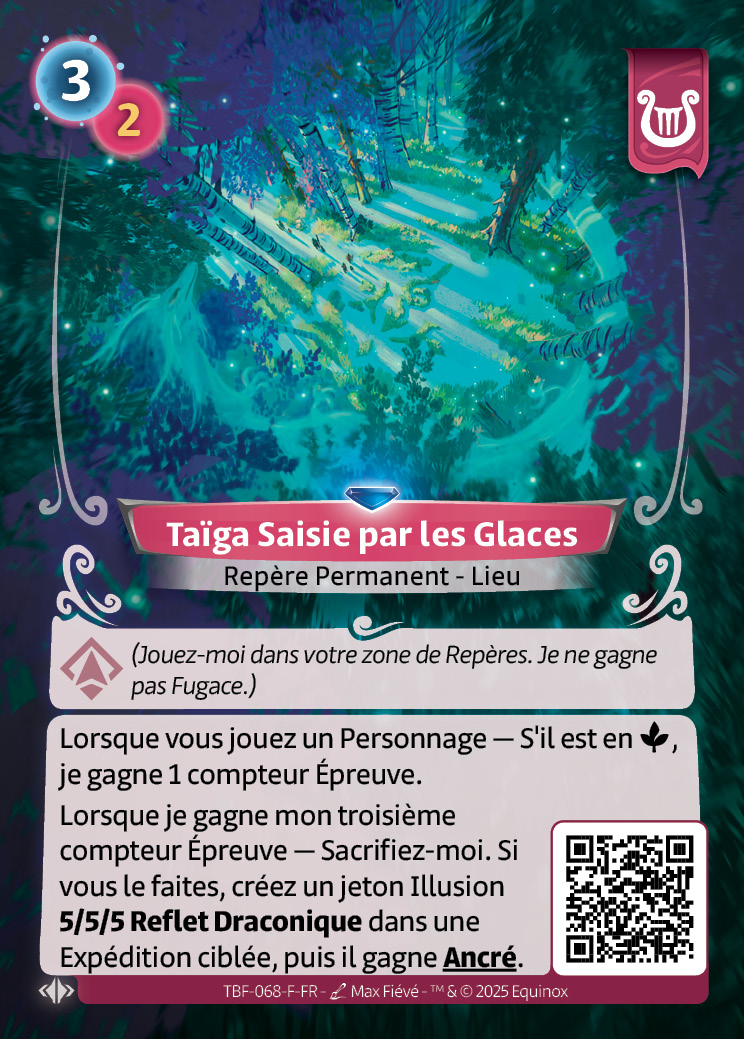 3
2
Taïga Saisie par les Glaces
Repère Permanent - Lieu
(Jouez-moi dans votre zone de Repères. Je ne gagne
pas Fugace.)
Lorsque vous jouez un Personnage — S'il est en ,
je gagne 1 compteur Épreuve.
Lorsque je gagne mon troisième
compteur Épreuve — Sacrifiez-moi. Si
vous le faites, créez un jeton Illusion
5/5/5 Reflet Draconique dans une
Expédition ciblée, puis il gagne Ancré.
TBF-068-F-FR - Max Fiévé - ™ & © 2025 Equinox